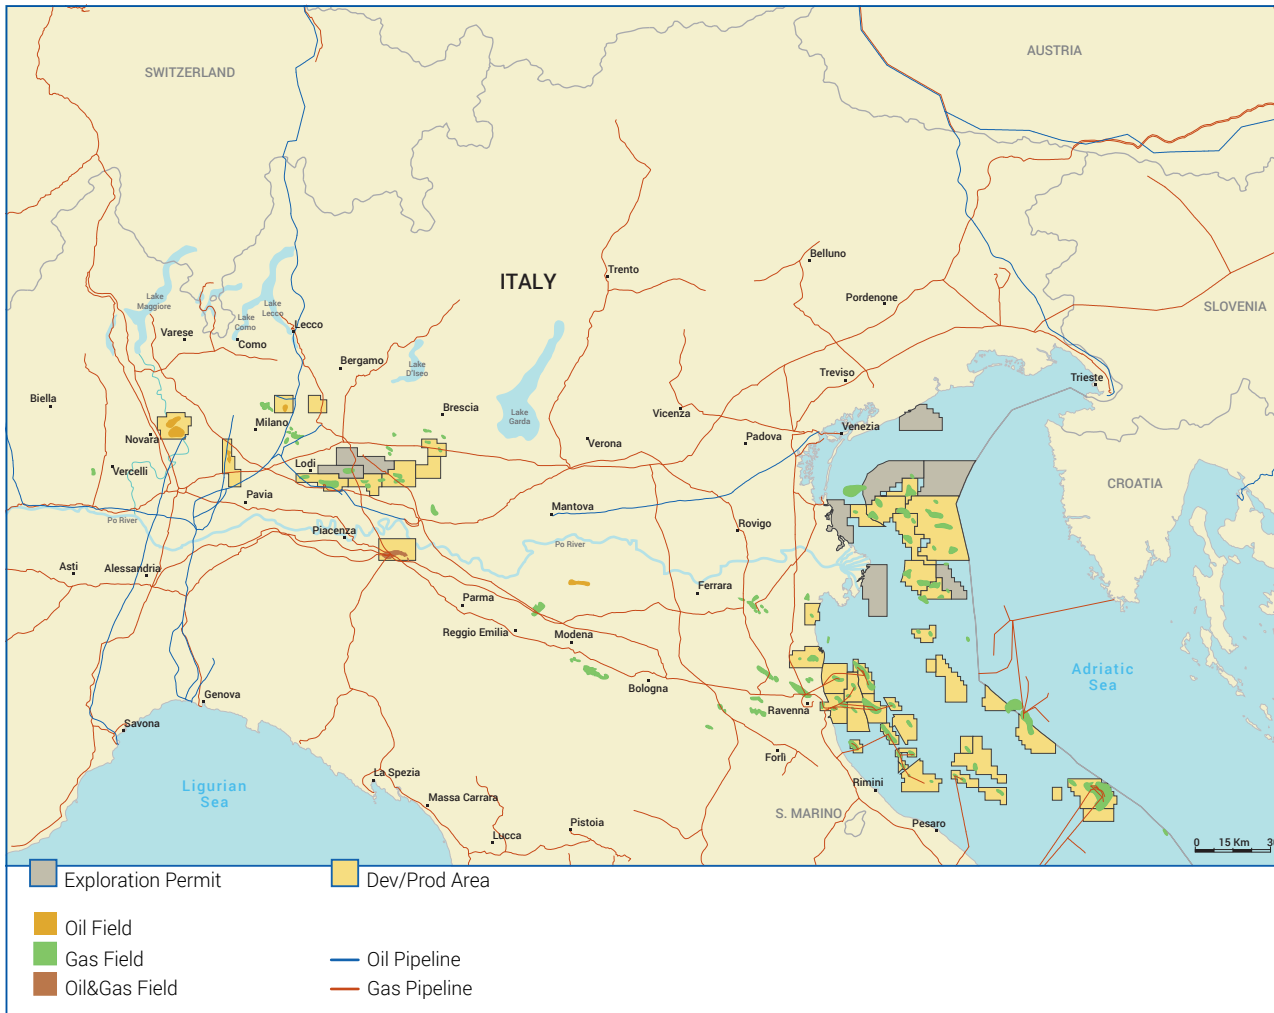 AUSTRIA
SWITZERLAND
Belluno
Trento
ITALY
Pordenone
Lake
Maggiore
Lake
Lecco
SLOVENIA
Lake
Como
Varese
Lecco
Como
Bergamo
Lake
D'Iseo
Treviso
Trieste
Biella
Brescia
Lake
Garda
Vicenza
Milano
Venezia
Novara
Verona
Padova
Lodi
Vercelli
CROATIA
Pavia
Mantova
Po River
Piacenza
Rovigo
Po River
Asti
Alessandria
Ferrara
Parma
Reggio Emilia
Modena
Adriatic
Sea
Bologna
Genova
Ravenna
Savona
Forlì
La Spezia
Rimini
Ligurian
Sea
Massa Carrara
S. MARINO
Pistoia
Pesaro
Lucca
0 15 Km 3
Exploration Permit
Dev/Prod Area
Oil Field
Gas Field
Oil Pipeline
Oil&Gas Field
Gas Pipeline